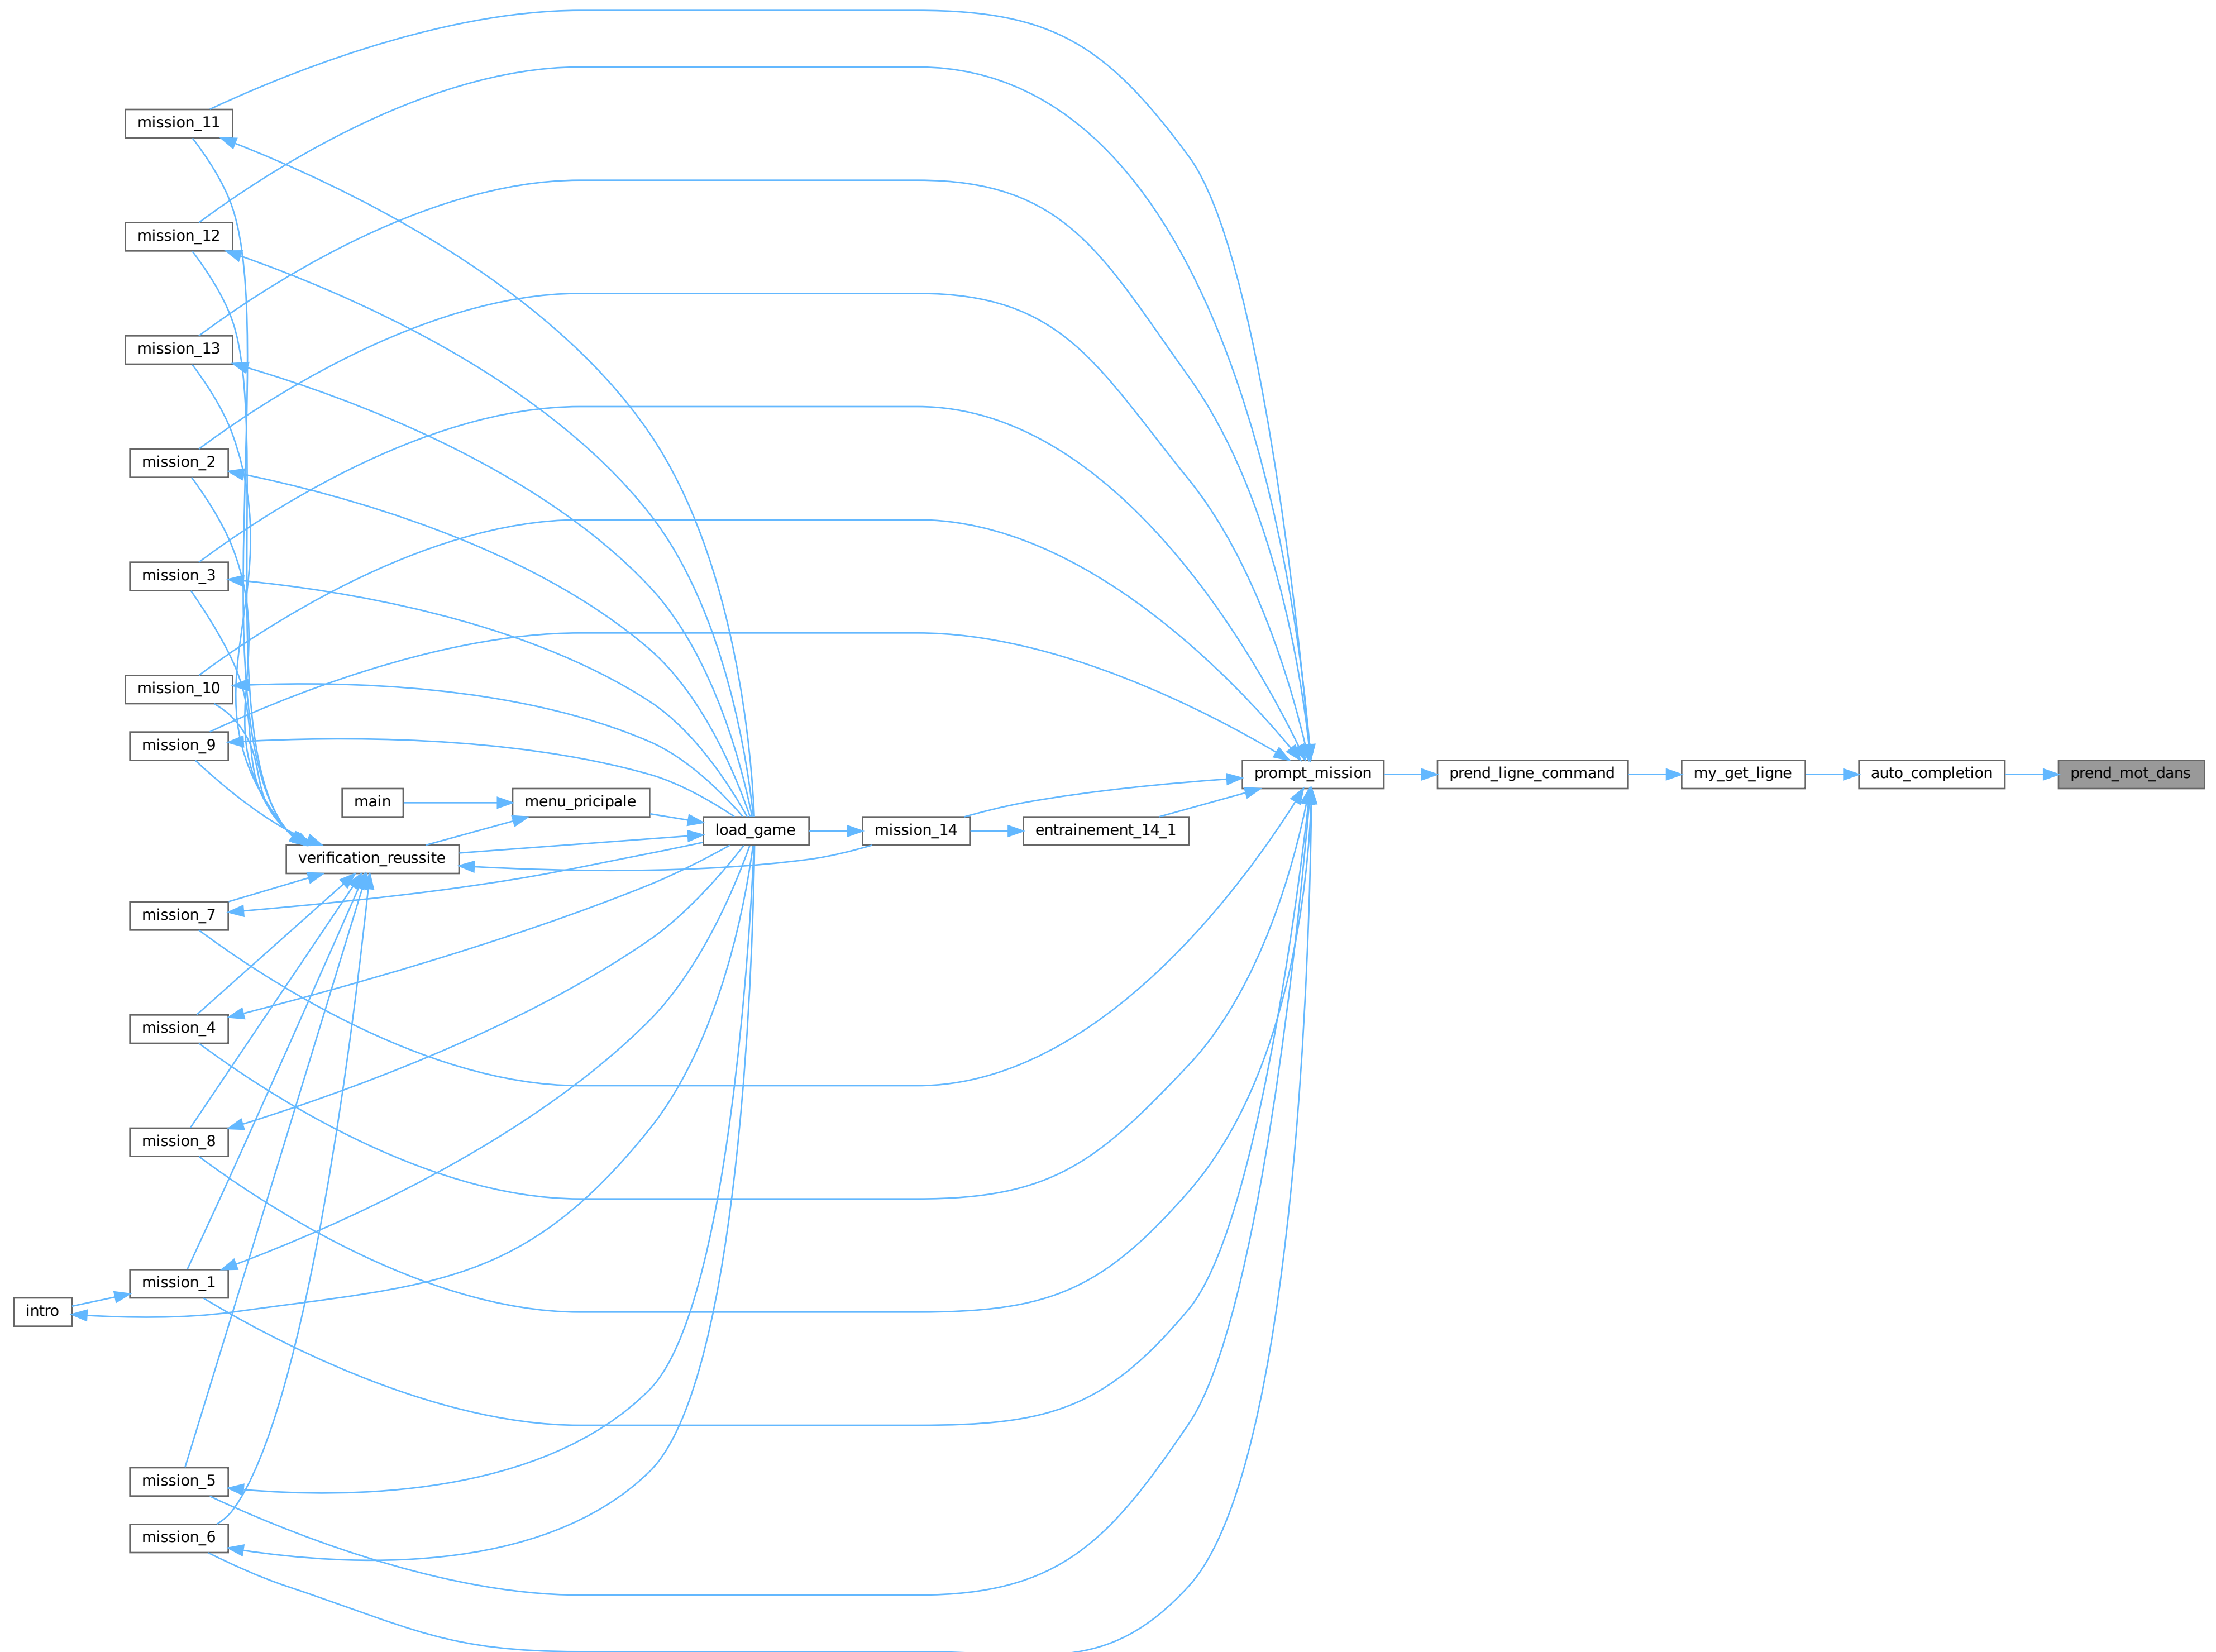 mission_11
mission_12
mission_13
mission_2
mission_3
mission_10
mission_9
main
menu_pricipale
load_game
mission_14
entrainement_14_1
prompt_mission
prend_ligne_command
my_get_ligne
auto_completion
prend_mot_dans
verification_reussite
mission_7
mission_4
mission_8
mission_1
intro
mission_5
mission_6